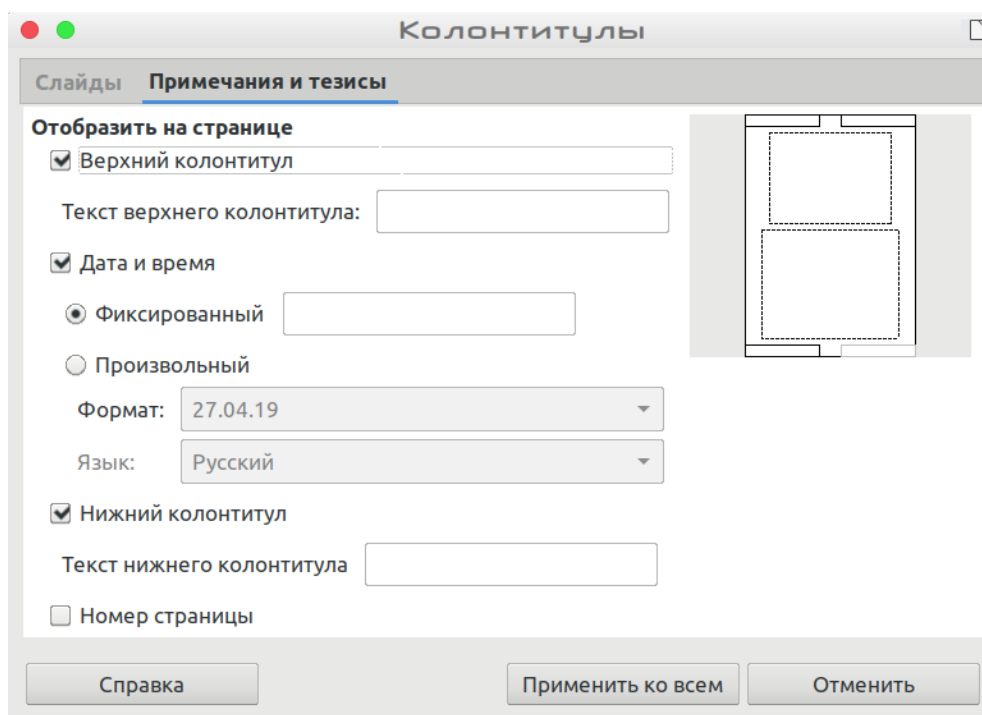 Колонтитулы
Слайды Примечания и тезисы
Отобразить на странице
Верхний колонтитул
Текст верхнего колонтитула:
Дата и время
Фиксированный
Произвольный
Формат: 27.04.19
Язык: Русский
Нижний колонтитул
Текст нижнего колонтитула
Номер страницы
Справка Применить ко всем Отменить